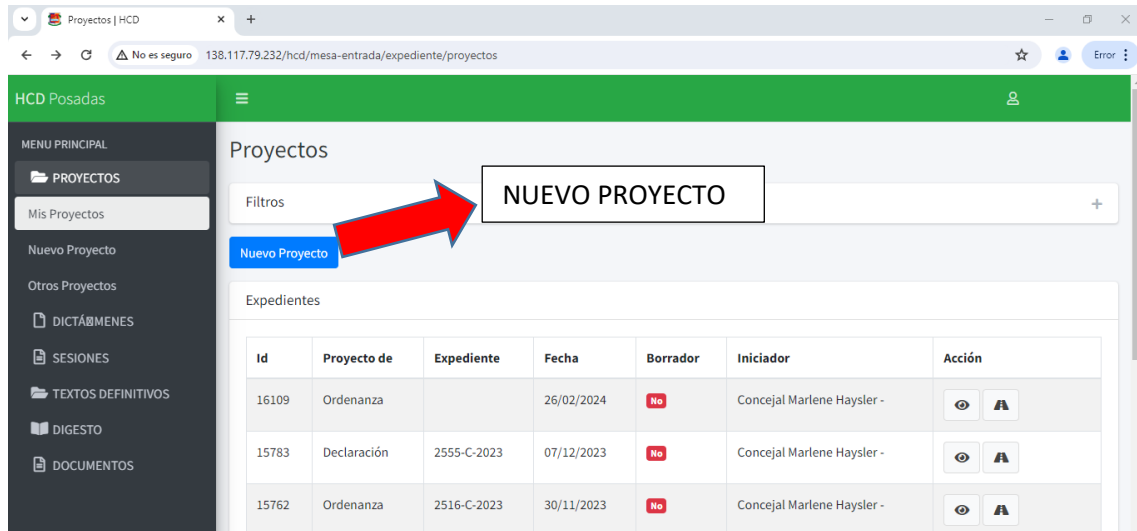 Proyectos | HCD
No es seguro 138.117.79.232/hcd/mesa-entrada/expediente/proyectos
Error
HCD Posadas
MENU PRINCIPAL
PROYECTOS
Mis Proyectos
Nuevo Proyecto
Otros Proyectos
DICTÁMENES
SESIONES
TEXTOS DEFINITIVOS
DIGESTO
DOCUMENTOS
Proyectos
Filtros
NUEVO PROYECTO
Nuevo Proyecto
Expedientes
Id Proyecto de Expediente Fecha Borrador Iniciador Acción
16109 Ordenanza 26/02/2024 No Concejal Marlene Haysler -
15783 Declaración 2555-C-2023 07/12/2023 No Concejal Marlene Haysler -
15762 Ordenanza 2516-C-2023 30/11/2023 No Concejal Marlene Haysler -